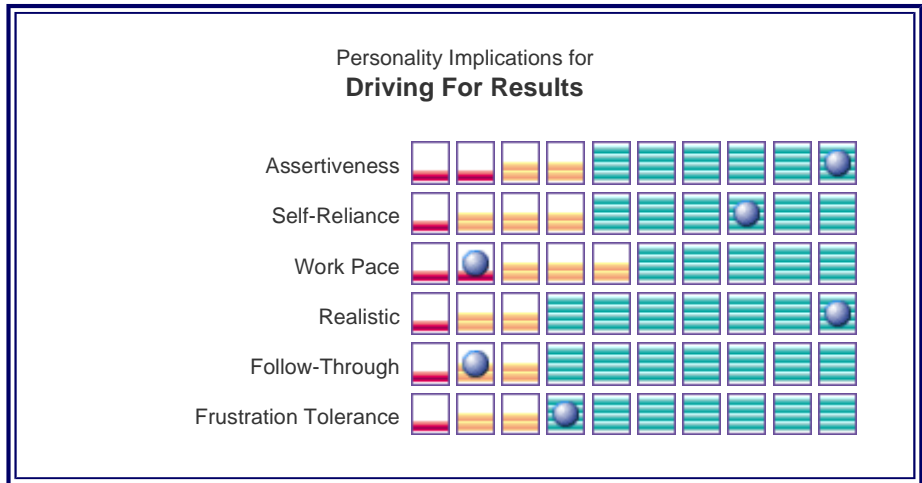 Personality Implications for
Driving For Results
Assertiveness
Self-Reliance
Work Pace
Realistic
Follow-Through
Frustration Tolerance